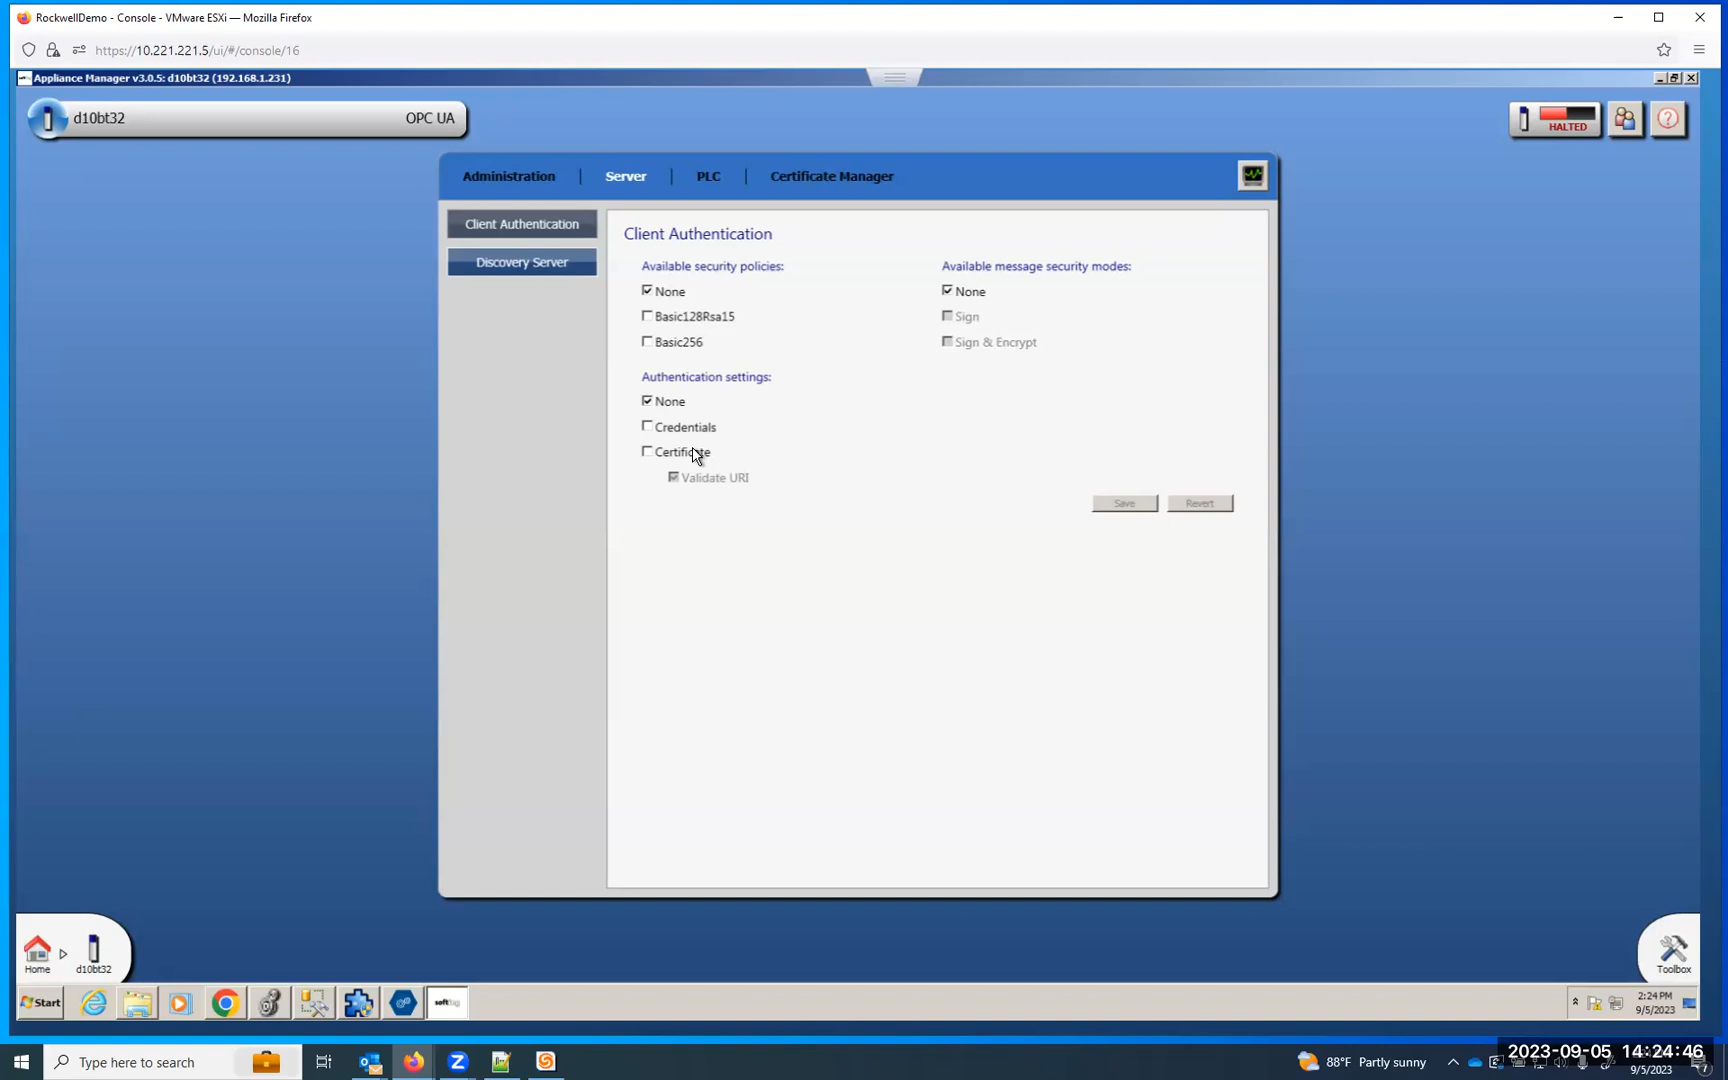 RockwellDemo - Console - VMware ESXi — Mozilla Firefox
https://10.221.221.5/ui/#/console/16
Appliance Manager v3.0.5: d10bt32 (192.168.1.231)
d10bt32 OPC UA
HALTED
Administration | Server | PLC | Certificate Manager
Client Authentication
Discovery Server
Client Authentication
Available security policies:
Available message security modes:
None
None
Basic128Rsa15
Sign
Basic256
Sign & Encrypt
Authentication settings:
None
Credentials
Certificate
Validate URI
Save Revert
Home
d10bt32
Toolbox
Start
2:24 PM
9/5/2023
Type here to search
88°F Partly sunny
2023-09-05 14:24:46
9/5/2023